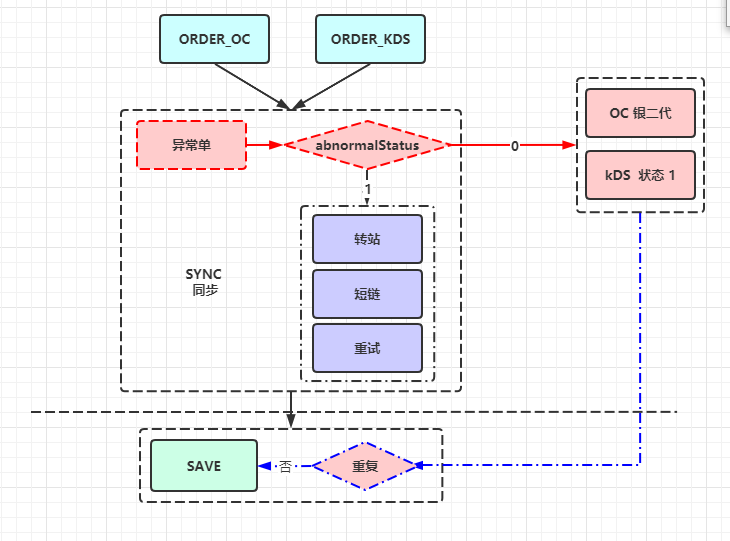 ORDER_OC
ORDER_KDS
异常单
abnormalStatus
0
OC 银二代
kDS 状态 1
1
转站
SYNC
同步
短链
重试
SAVE
否
重复